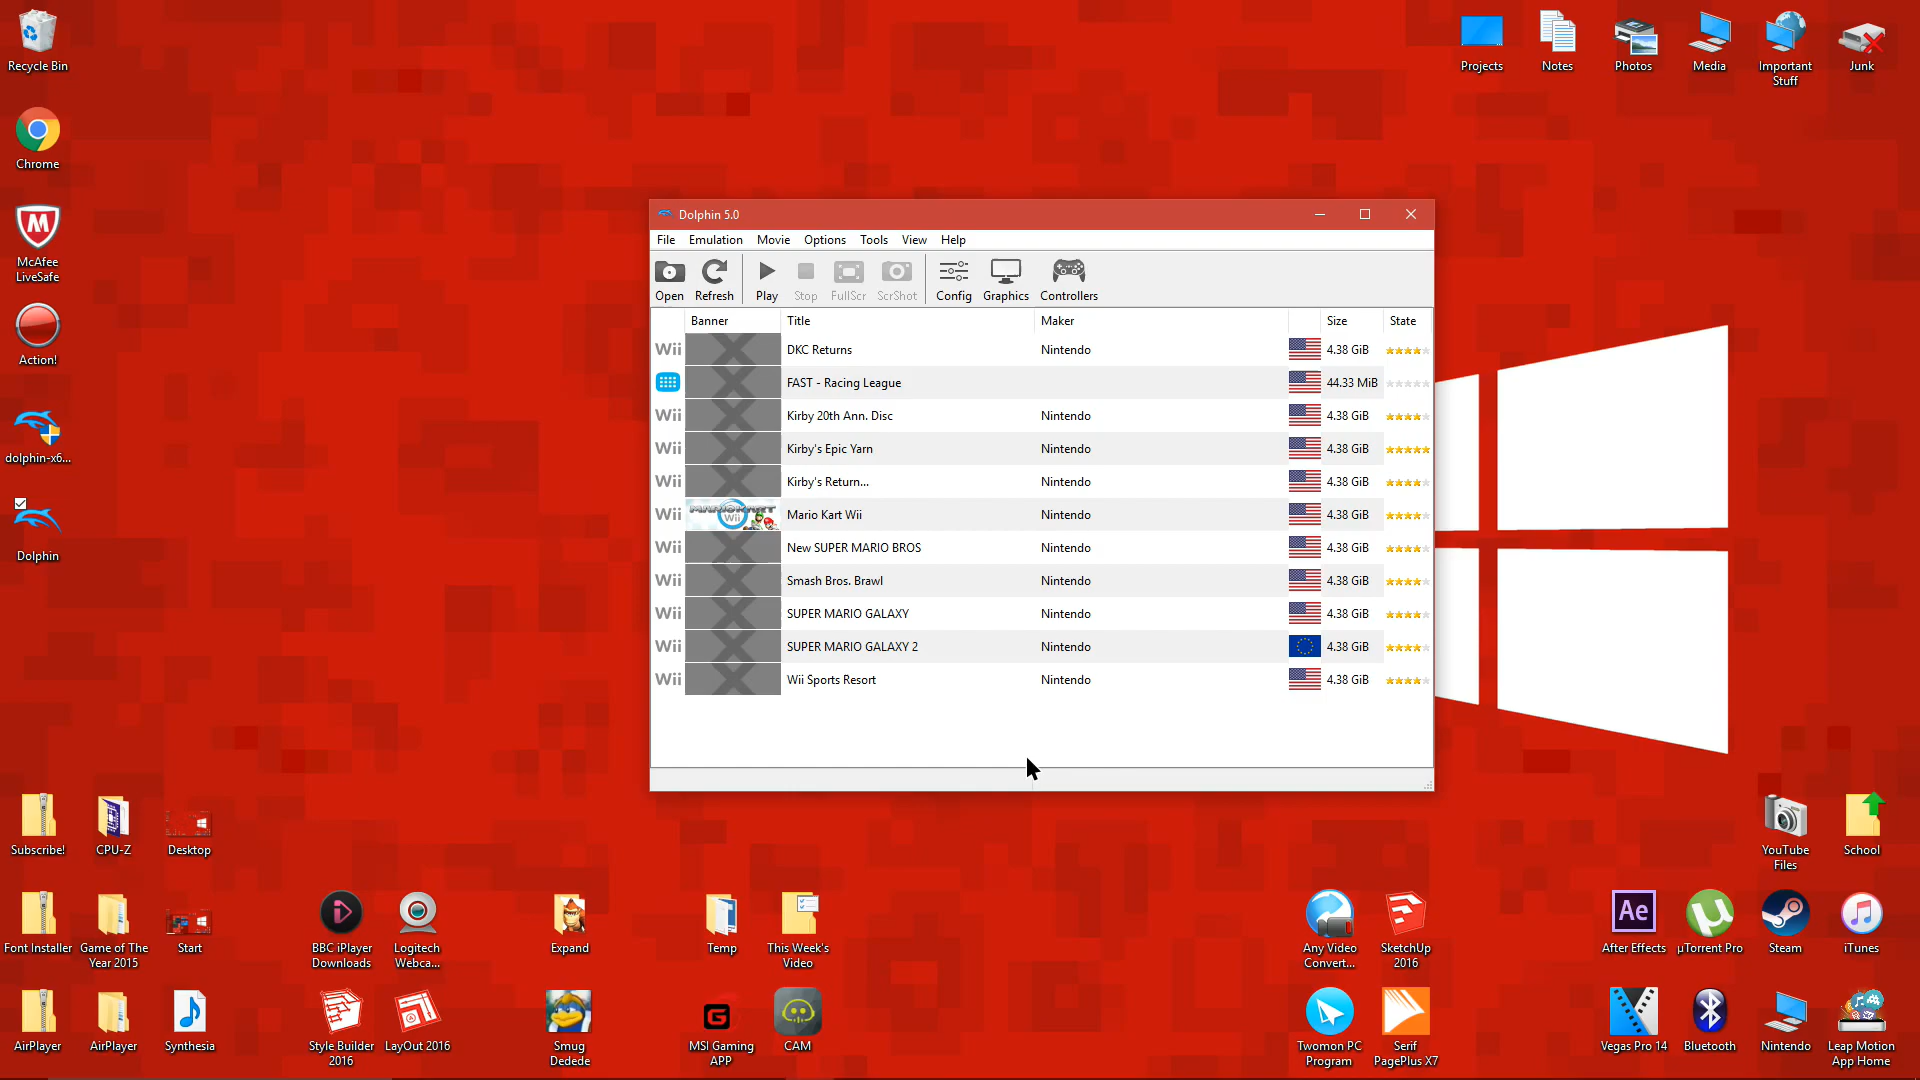 Recycle Bin
Chrome
McAfee
LiveSafe
Action!
dolphin-x6...
Dolphin
Projects
Notes
Photos
Media
Important
Stuff
Junk
Dolphin 5.0
File Emulation Movie Options Tools View Help
Open Refresh Play Stop FullScr ScrShot Config Graphics Controllers
Banner Title Maker Size State
Wii DKC Returns Nintendo 4.38 GiB
FAST - Racing League 44.33 MiB
Wii Kirby 20th Ann. Disc Nintendo 4.38 GiB
Wii Kirby's Epic Yarn Nintendo 4.38 GiB
Wii Kirby's Return... Nintendo 4.38 GiB
Wii MARIOKART Wii Mario Kart Wii Nintendo 4.38 GiB
Wii New SUPER MARIO BROS Nintendo 4.38 GiB
Wii Smash Bros. Brawl Nintendo 4.38 GiB
Wii SUPER MARIO GALAXY Nintendo 4.38 GiB
Wii SUPER MARIO GALAXY 2 Nintendo 4.38 GiB
Wii Wii Sports Resort Nintendo 4.38 GiB
Subscribe!
CPU-Z
Desktop
YouTube
Files
School
Font Installer
Game of The
Year 2015
Start
BBC iPlayer
Downloads
Logitech
Webca...
Expand
Temp
This Week's
Video
Any Video
Convert...
SketchUp
2016
Ae
After Effects
µTorrent Pro
Steam
iTunes
AirPlayer
AirPlayer
Synthesia
Style Builder
2016
LayOut 2016
Smug
Dedede
MSI Gaming
APP
CAM
Twomon PC
Program
Serif
PagePlus X7
Vegas Pro 14
Bluetooth
Nintendo
Leap Motion
App Home